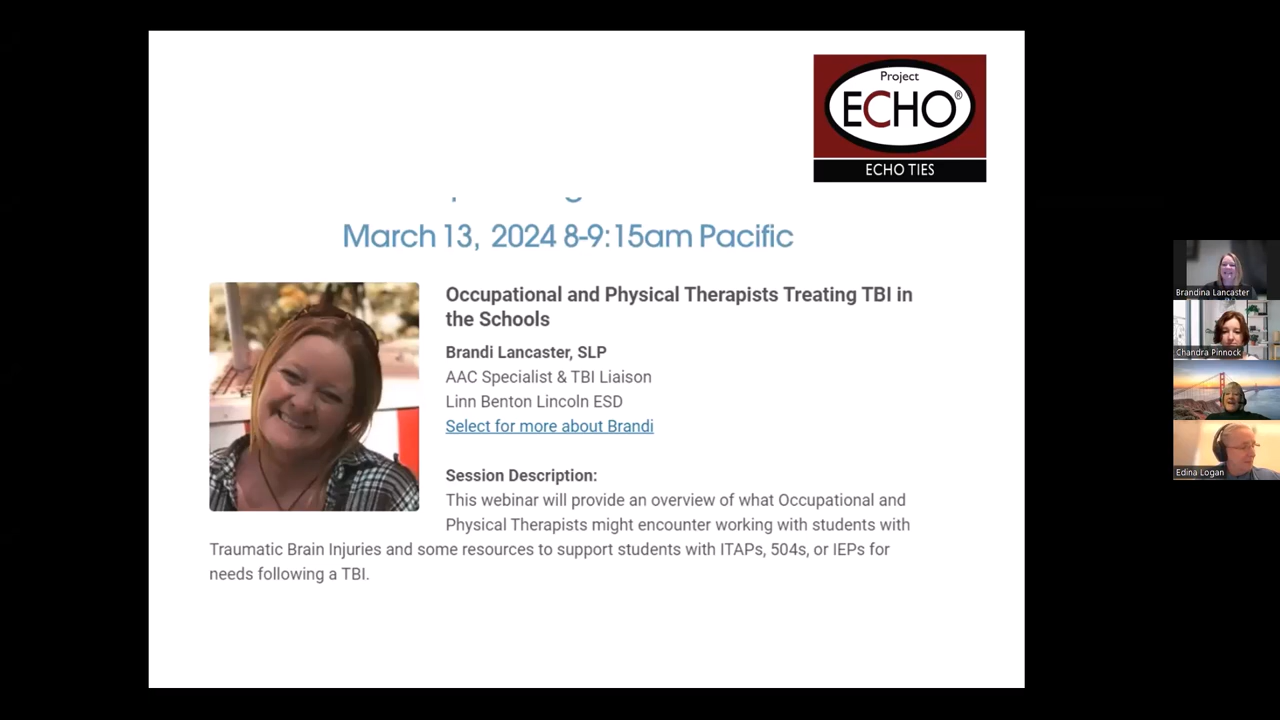 Project
ECHO®
ECHO TIES
March 13, 2024 8-9:15am Pacific
Occupational and Physical Therapists Treating TBI in
the Schools
Brandi Lancaster, SLP
AAC Specialist & TBI Liaison
Linn Benton Lincoln ESD
Select for more about Brandi
Session Description:
This webinar will provide an overview of what Occupational and
Physical Therapists might encounter working with students with
Traumatic Brain Injuries and some resources to support students with ITAPs, 504s, or IEPs for
needs following a TBI.
Brandina Lancaster
Chandra Pinnock
Edina Logan